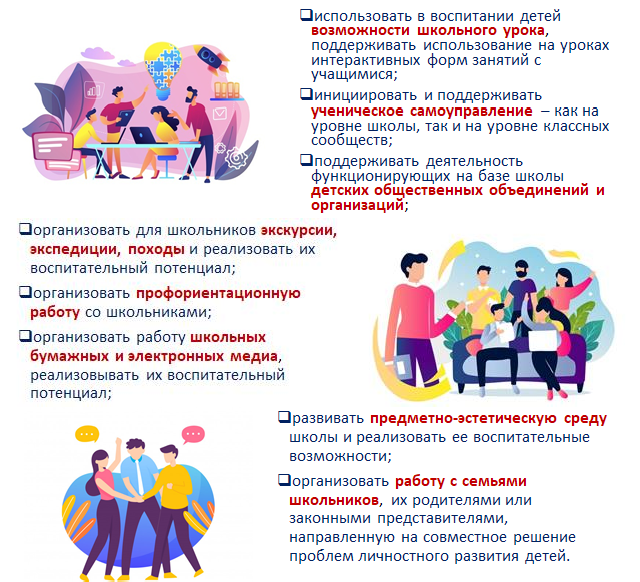 ❑использовать в воспитании детей
возможности школьного урока,
поддерживать использование на уроках
интерактивных форм занятий с
учащимися;
❑инициировать и поддерживать
ученическое самоуправление – как на
уровне школы, так и на уровне классных
сообществ;
❑поддерживать деятельность
функционирующих на базе школы
детских общественных объединений и
организаций;
❑организовать для школьников экскурсии,
экспедиции, походы и реализовать их
воспитательный потенциал;
❑организовать профориентационную
работу со школьниками;
❑организовать работу школьных
бумажных и электронных медиа,
реализовывать их воспитательный
потенциал;
❑развивать предметно-эстетическую среду
школы и реализовать ее воспитательные
возможности;
❑организовать работу с семьями
школьников, их родителями или
законными представителями,
направленную на совместное решение
проблем личностного развития детей.